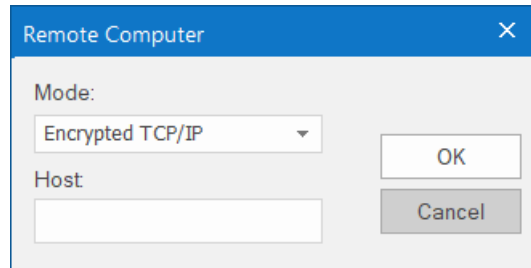 Remote Computer
Mode:
Encrypted TCP/IP
OK
Host:
Cancel